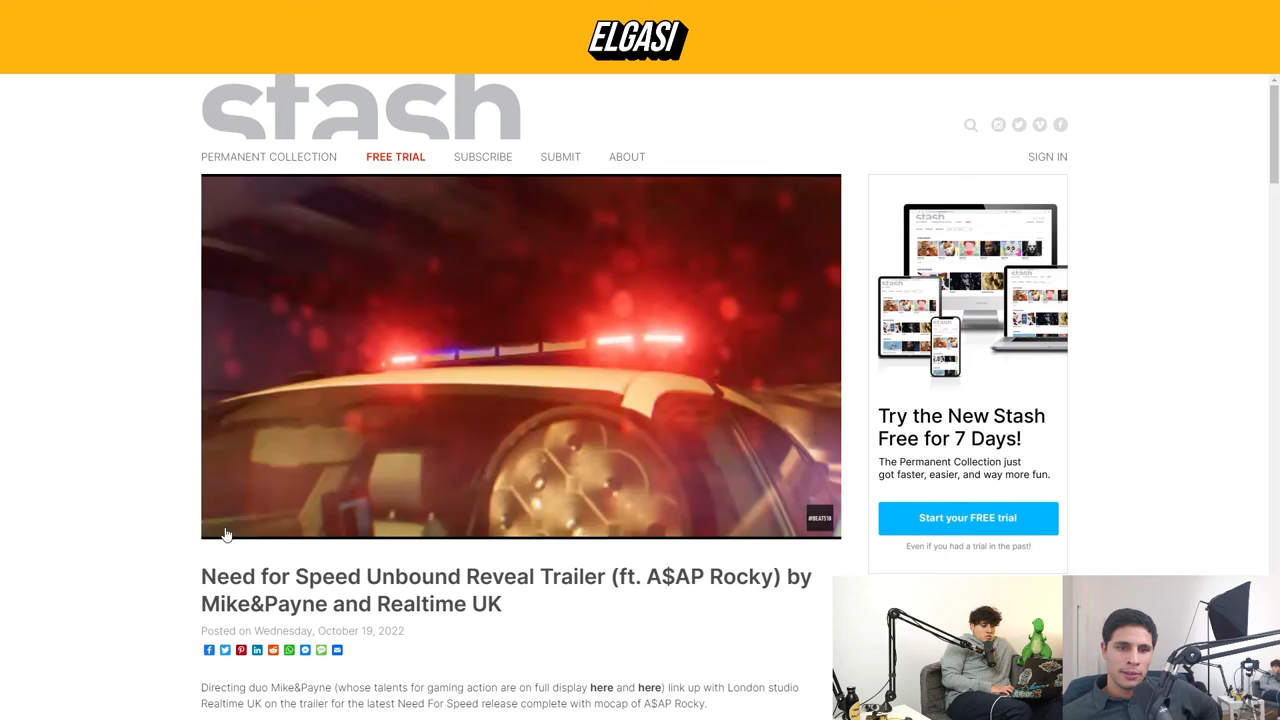 ELGASI
stash
PERMANENT COLLECTION FREE TRIAL SUBSCRIBE SUBMIT ABOUT SIGN IN
#BEATS18
stash
Try the New Stash
Free for 7 Days!
The Permanent Collection just
got faster, easier, and way more fun.
Start your FREE trial
Even if you had a trial in the past!
Need for Speed Unbound Reveal Trailer (ft. A$AP Rocky) by
Mike&Payne and Realtime UK
Posted on Wednesday, October 19, 2022
Directing duo Mike&Payne (whose talents for gaming action are on full display here and here) link up with London studio
Realtime UK on the trailer for the latest Need For Speed release complete with mocap of A$AP Rocky.